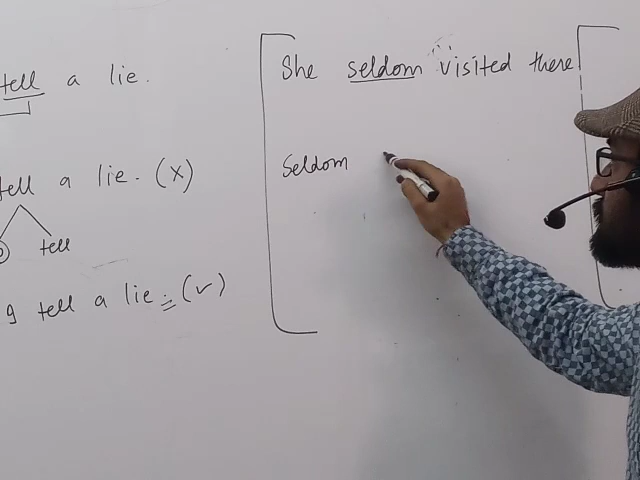 tell a lie.
tell a lie. (x)
tell
g tell a lie. (✓)
She seldom visited there
Seldom